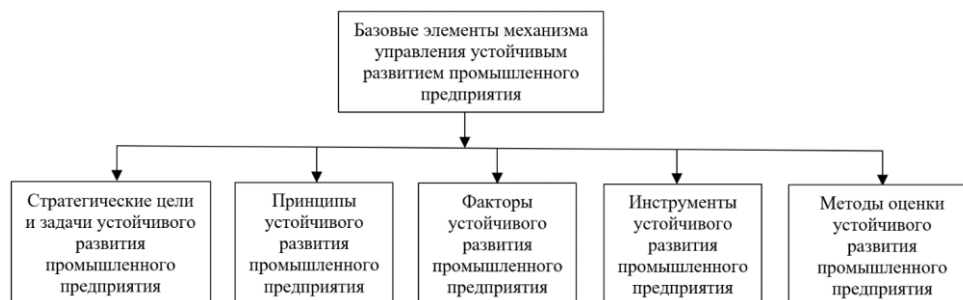 Базовые элементы механизма
управления устойчивым
развитием промышленного
предприятия
Стратегические цели
и задачи устойчивого
развития
промышленного
предприятия
Принципы
устойчивого
развития
промышленного
предприятия
Факторы
устойчивого
развития
промышленного
предприятия
Инструменты
устойчивого
развития
промышленного
предприятия
Методы оценки
устойчивого
развития
промышленного
предприятия